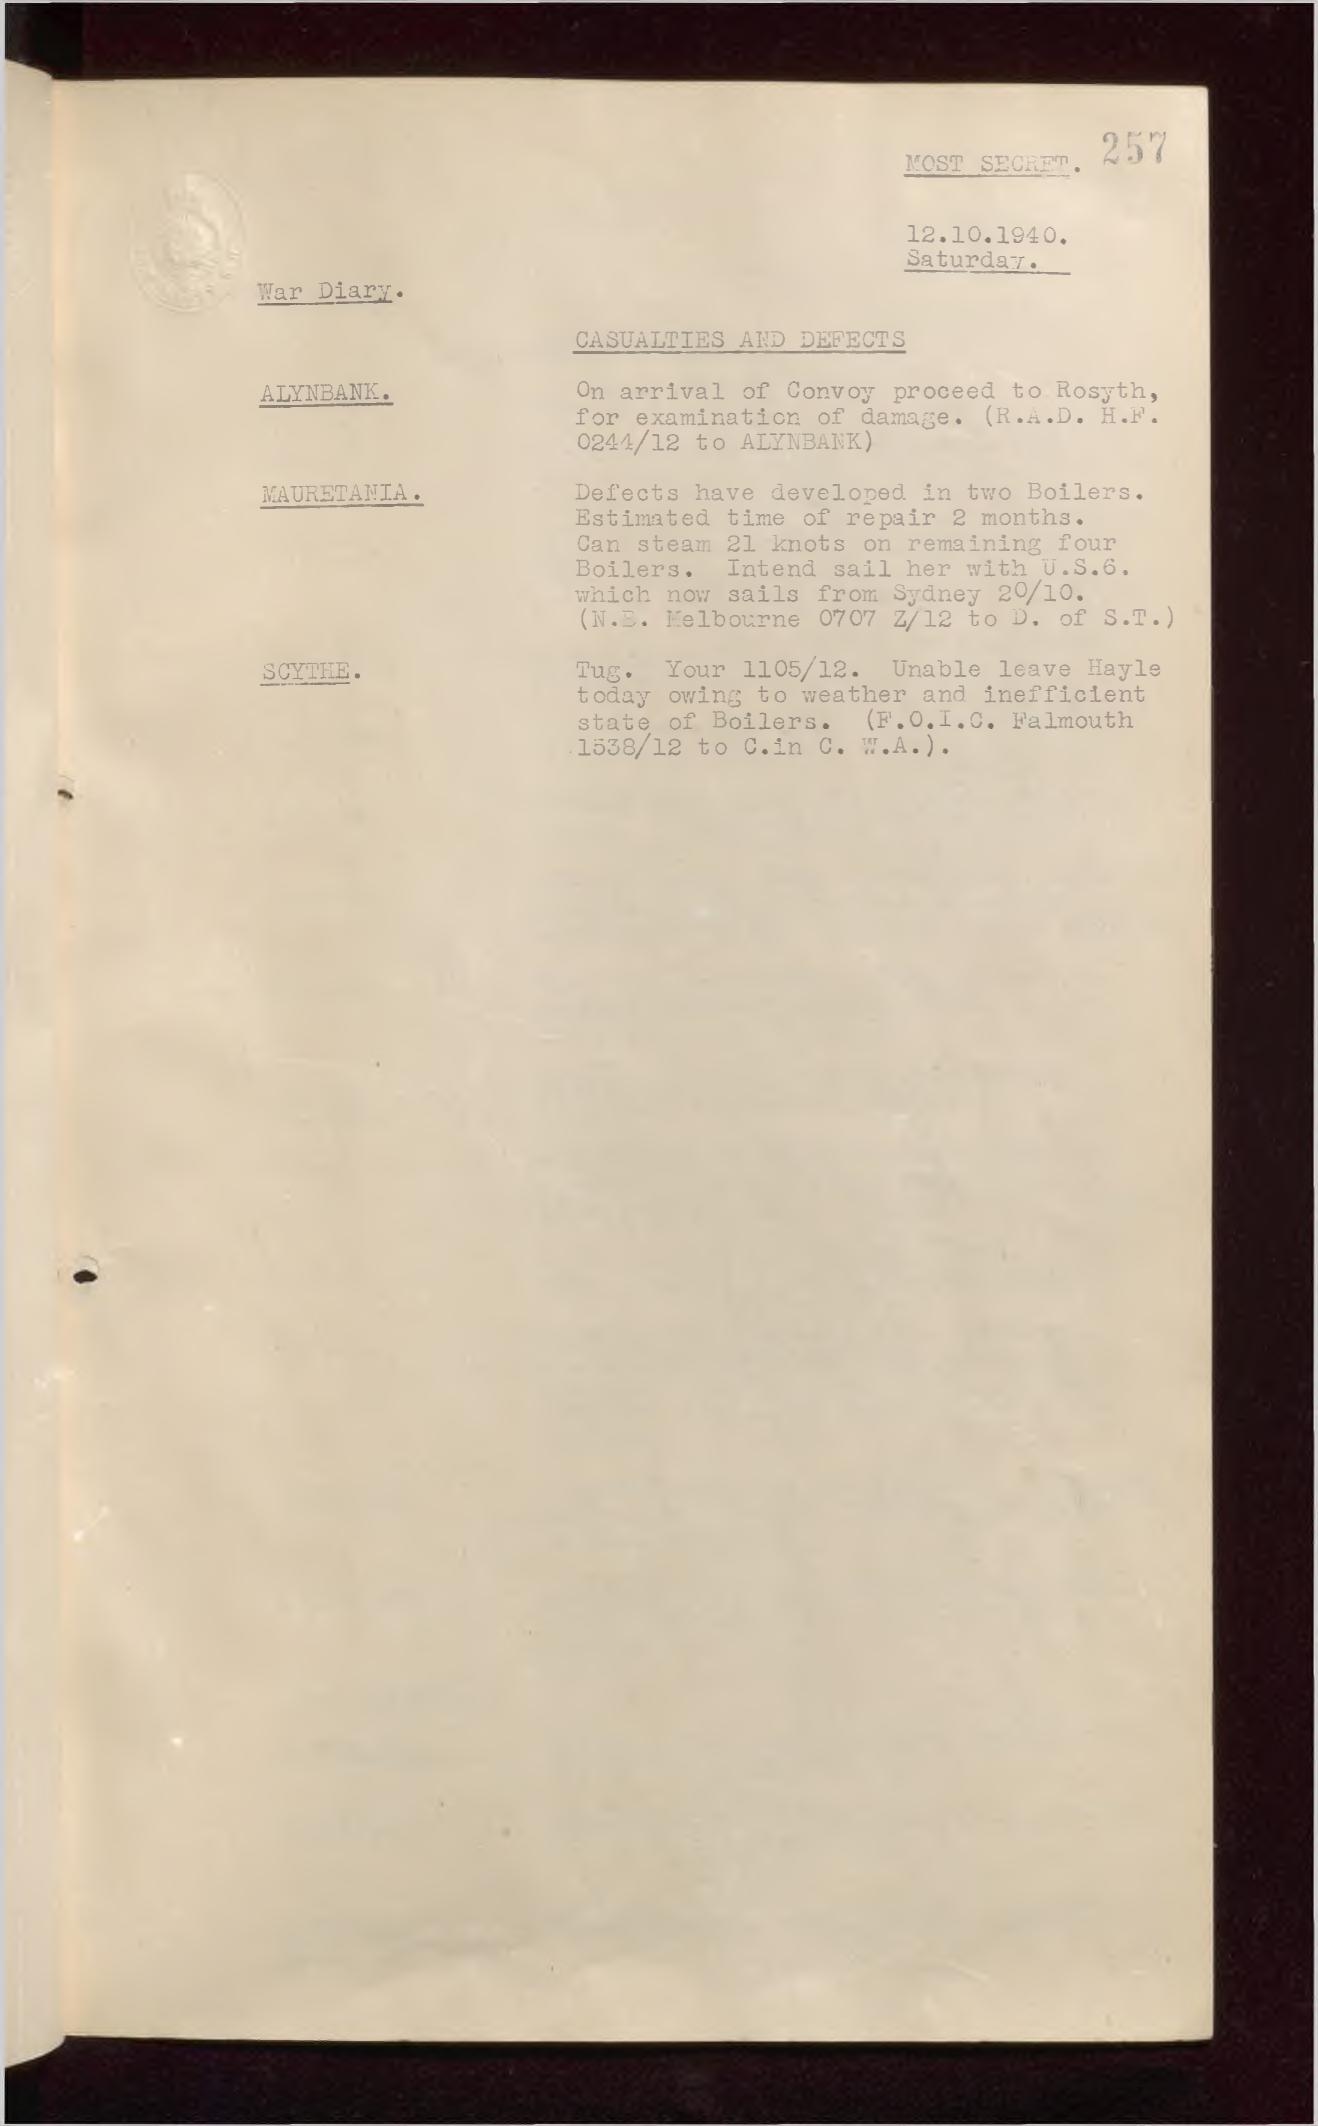 257
MOST SECRET.
12.10.1940.
Saturday.
War Diary.
CASUALTIES AND DEFECTS
ALYNBANK.
On arrival of Convoy proceed to Rosyth,
for examination of damage. (R.A.D. H.F.
0244/12 to ALYNBANK)
MAURETANIA.
Defects have developed in two Boilers.
Estimated time of repair 2 months.
Can steam 21 knots on remaining four
Boilers. Intend sail her with U.S.6.
which now sails from Sydney 20/10.
(N.B. Melbourne 0707 Z/12 to D. of S.T.)
SCYTHE.
Tug. Your 1105/12. Unable leave Hayle
today owing to weather and inefficient
state of Boilers. (F.O.I.C. Falmouth
1538/12 to C.in C. W.A.).